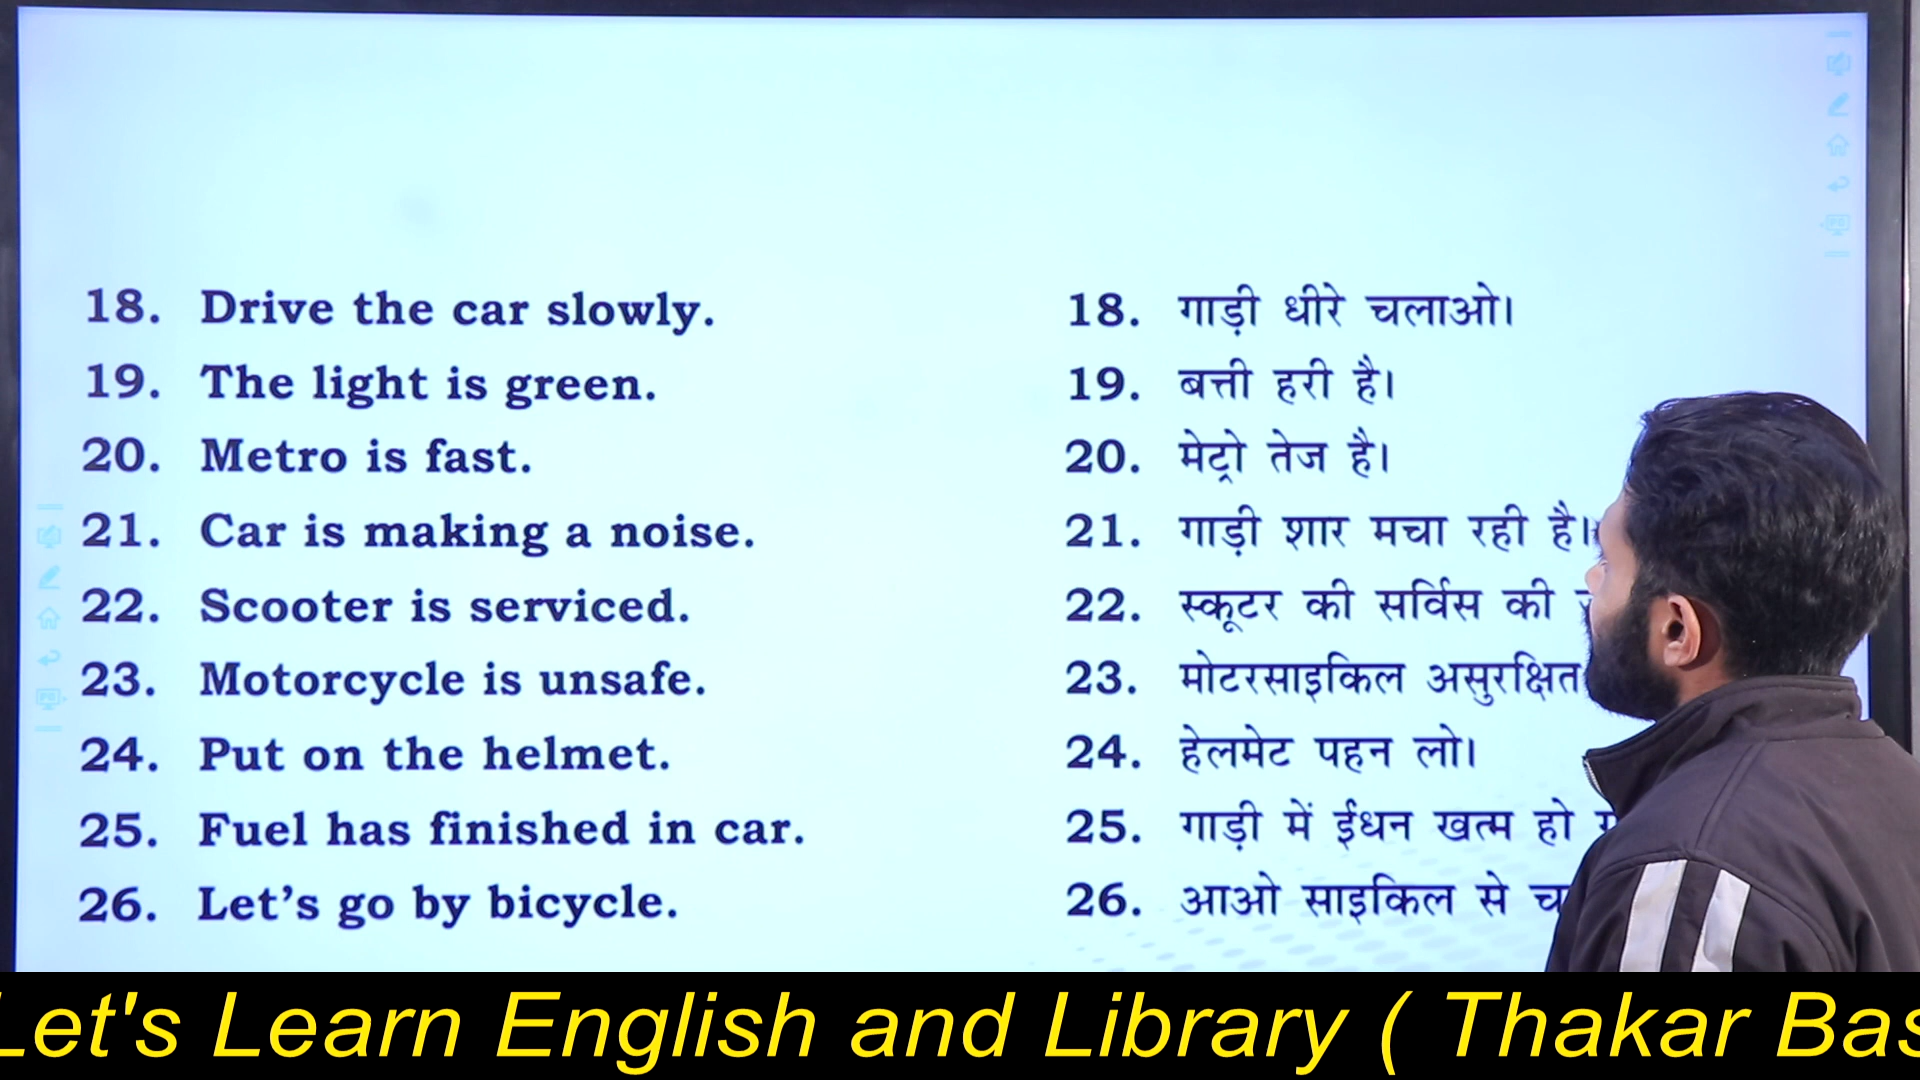 18. Drive the car slowly.
19. The light is green.
20. Metro is fast.
21. Car is making a noise.
22. Scooter is serviced.
23. Motorcycle is unsafe.
24. Put on the helmet.
25. Fuel has finished in car.
26. Let’s go by bicycle.
18. गाड़ी धीरे चलाओ।
19. बत्ती हरी है।
20. मेट्रो तेज है।
21. गाड़ी शार मचा रही है।
22. स्कूटर की सर्विस की
23. मोटरसाइकिल असुरक्षित
24. हेलमेट पहन लो।
25. गाड़ी में ईधन खत्म हो
26. आओ साइकिल से
Let's Learn English and Library ( Thakar Bas